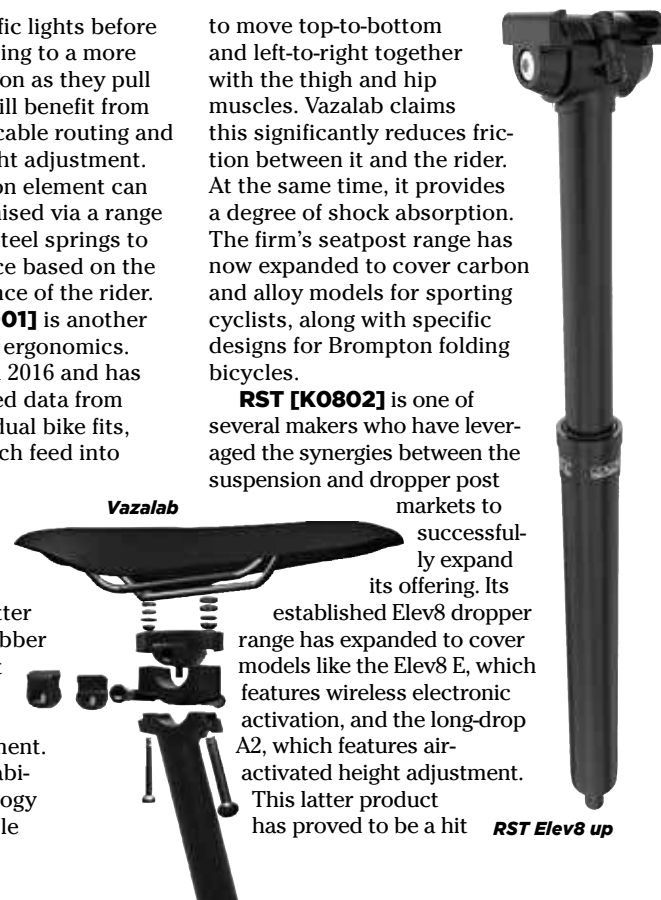 fic lights before
ing to a more
on as they pull
ill benefit from
cable routing and
ht adjustment.
on element can
ised via a range
teel springs to
ce based on the
nce of the rider.
01] is another
ergonomics.
2016 and has
ed data from
dual bike fits,
ch feed into
tter
bber
t
ment.
abi-
ogy
le
Vazalab
to move top-to-bottom
and left-to-right together
with the thigh and hip
muscles. Vazalab claims
this significantly reduces fric-
tion between it and the rider.
At the same time, it provides
a degree of shock absorption.
The firm's seatpost range has
now expanded to cover carbon
and alloy models for sporting
cyclists, along with specific
designs for Brompton folding
bicycles.
RST [K0802] is one of
several makers who have lever-
aged the synergies between the
suspension and dropper post
markets to
successful-
ly expand
its offering. Its
established Elev8 dropper
range has expanded to cover
models like the Elev8 E, which
features wireless electronic
activation, and the long-drop
A2, which features air-
activated height adjustment.
This latter product
has proved to be a hit
RST Elev8 up